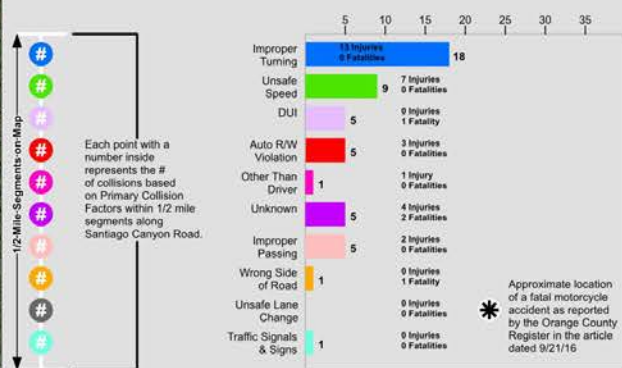 5 10 15 20 25 30 35
1/2-Mile-Segments-on-Map
#
#
#
#
#
#
#
#
#
#
Each point with a
number inside
represents the #
of collisions based
on Primary Collision
Factors within 1/2 mile
segments along
Santiago Canyon Road.
Improper
Turning
13 Injuries
0 Fatalities
18
Unsafe
Speed
9
7 Injuries
0 Fatalities
DUI
5
0 Injuries
1 Fatality
Auto R/W
Violation
5
3 Injuries
0 Fatalities
Other Than
Driver
1
1 Injury
0 Fatalities
Unknown
5
4 Injuries
2 Fatalities
Improper
Passing
5
2 Injuries
0 Fatalities
Wrong Side
of Road
1
0 Injuries
1 Fatality
Unsafe Lane
Change
0 Injuries
0 Fatalities
Traffic Signals
& Signs
1
0 Injuries
0 Fatalities
Approximate location
of a fatal motorcycle
accident as reported
by the Orange County
Register in the article
dated 9/21/16